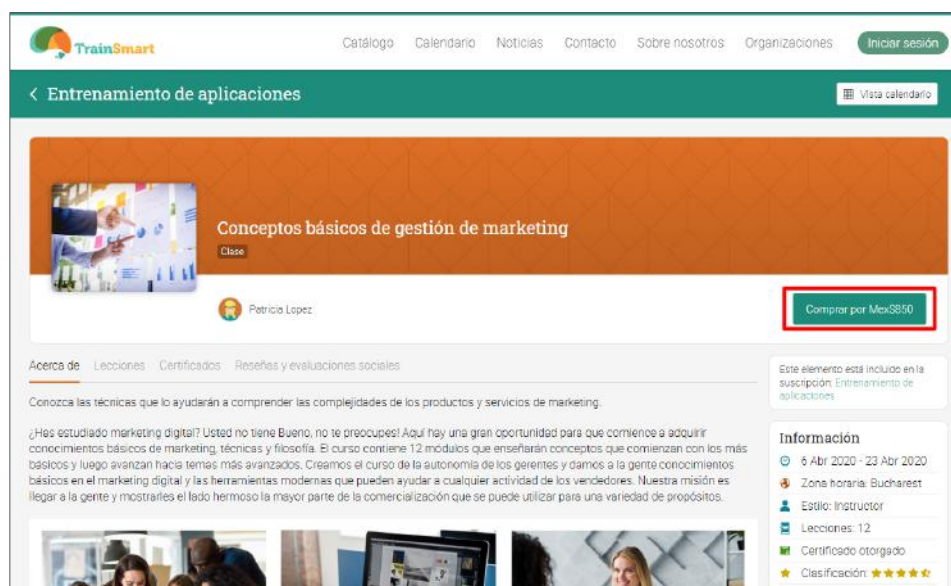 TrainSmart
Catálogo Calendario Noticias Contacto Sobre nosotros Organizaciones Iniciar sesión
Entrenamiento de aplicaciones
Vista calendario
Conceptos básicos de gestión de marketing
Clase
Patricia Lopez
Comprar por Mex$850
Acerca de Lecciones Certificados Reseñas y evaluaciones sociales
Este elemento está incluido en la
suscripción: Entrenamiento de
aplicaciones
Conozca las técnicas que lo ayudarán a comprender las complejidades de los productos y servicios de marketing.
¿Has estudiado marketing digital? Usted no tiene Bueno, no te preocupes! Aquí hay una gran oportunidad para que comience a adquirir
conocimientos básicos de marketing, técnicas y filosofía. El curso contiene 12 módulos que enseñarán conceptos que comienzan con los más
básicos y luego avanzan hacia temas más avanzados. Creamos el curso de la autonomía de los gerentes y damos a la gente conocimientos
básicos en el marketing digital y las herramientas modernas que pueden ayudar a cualquier actividad de los vendedores. Nuestra misión es
llegar a la gente y mostrarles el lado hermoso la mayor parte de la comercialización que se puede utilizar para una variedad de propósitos.
Información
6 Abr 2020 - 23 Abr 2020
Zona horaria: Bucharest
Estilo: Instructor
Lecciones: 12
Certificado otorgado
Clasificación: